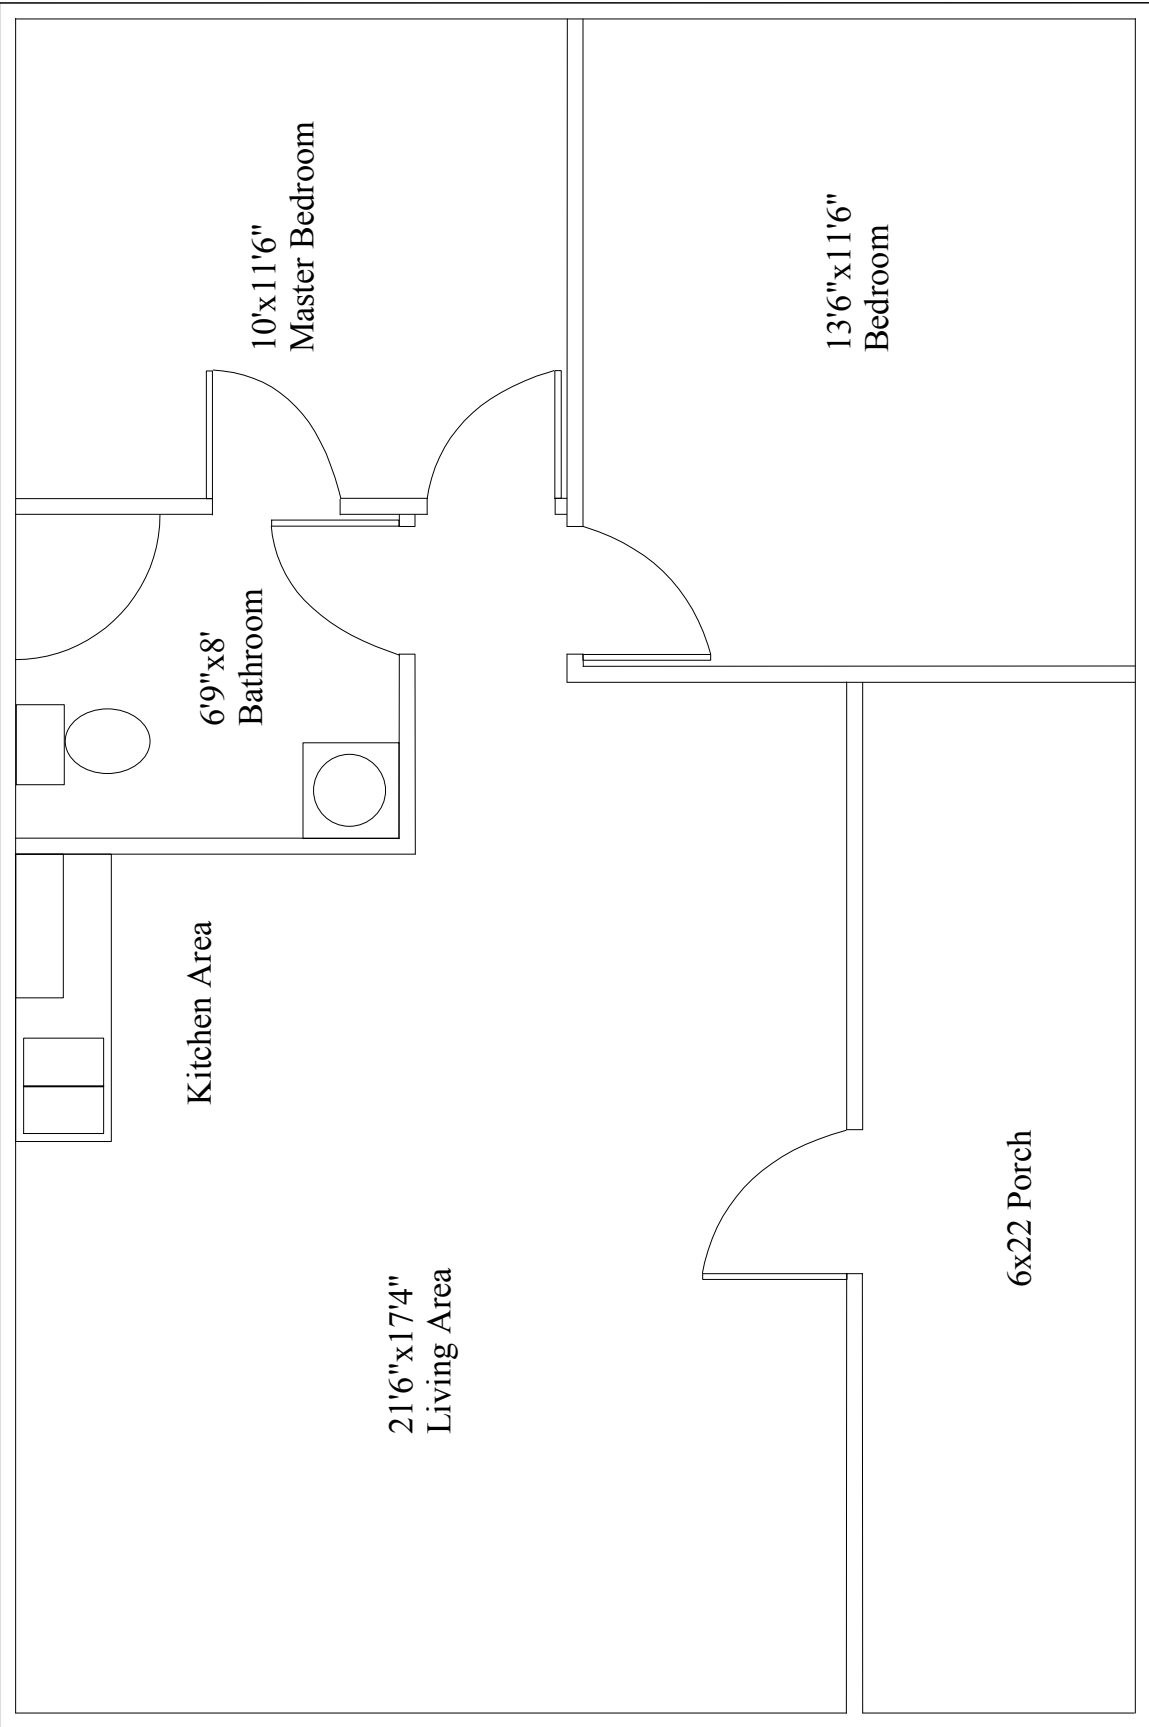 10'x11'6"
Master Bedroom
13'6"x11'6"
Bedroom
6'9"x8'
Bathroom
Kitchen Area
21'6"x17'4"
Living Area
6x22 Porch